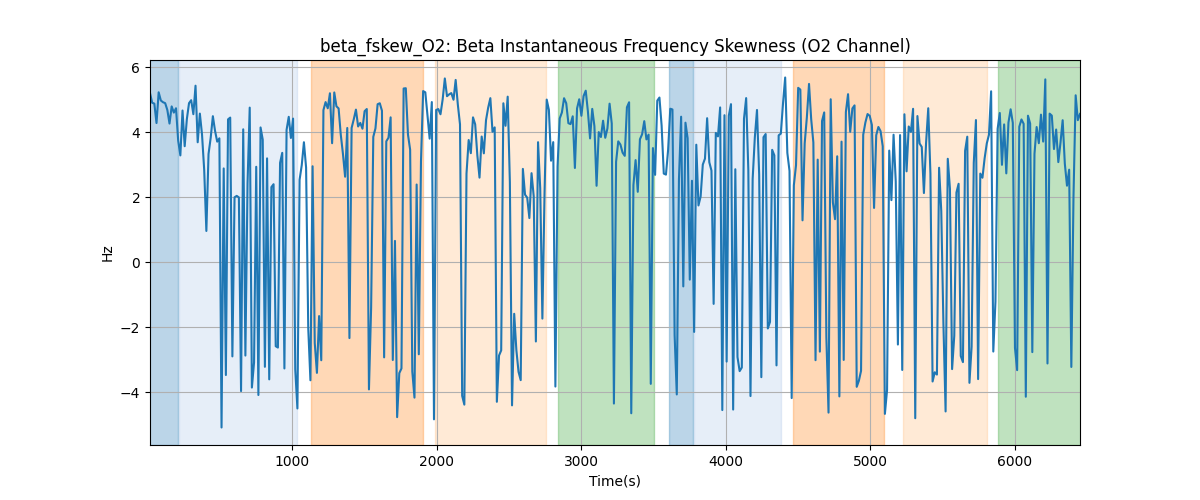 beta_fskew_O2: Beta Instantaneous Frequency Skewness (O2 Channel)
Hz
6
4
2
0
−2
−4
1000 2000 3000 4000 5000 6000
Time(s)